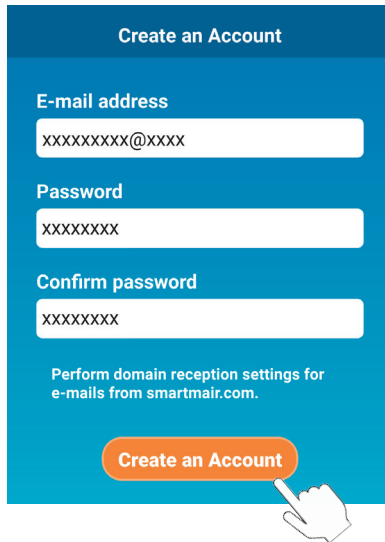 Create an Account
E-mail address
xxxxxxxxx@xxxx
Password
xxxxxxxx
Confirm password
xxxxxxxx
Perform domain reception settings for
e-mails from smartmair.com.
Create an Account